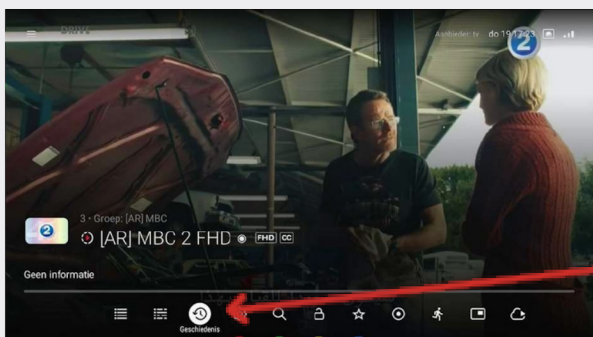 Aanbieder: tv do 19 17:23
2
3 • Groep: [AR] MBC
2
[AR] MBC 2 FHD FHD CC
Geen informatie
Geschiedenis